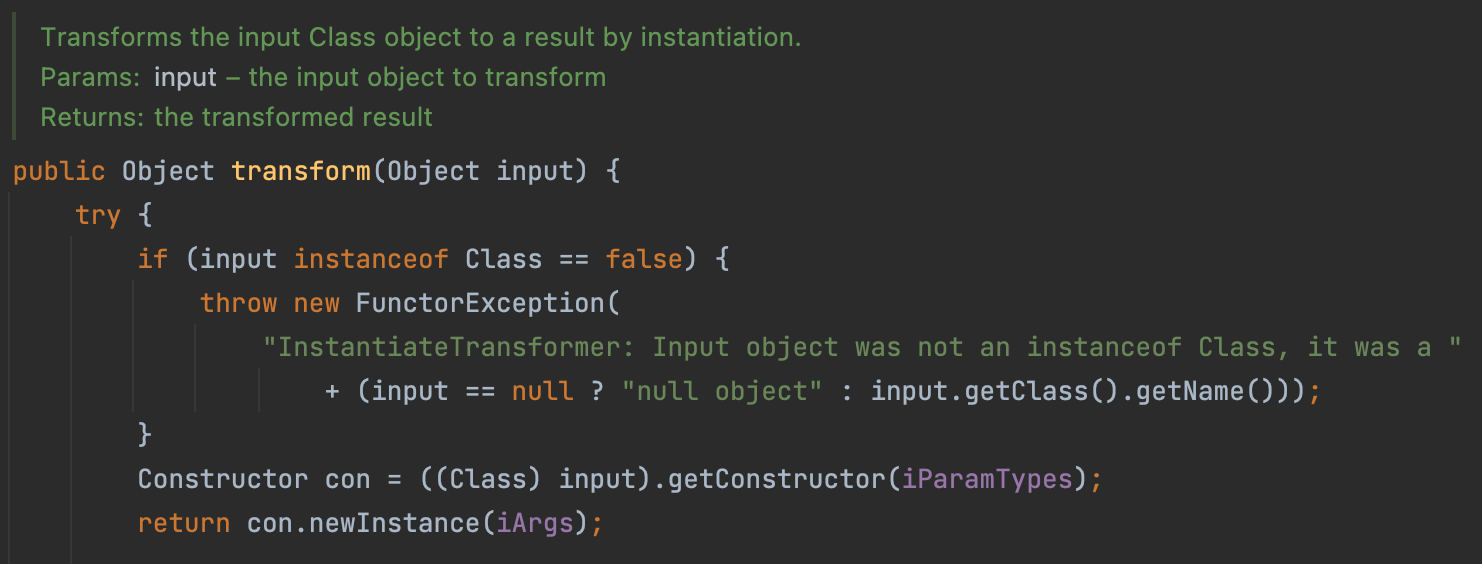 Transforms the input Class object to a result by instantiation.
Params: input – the input object to transform
Returns: the transformed result
public Object transform(Object input) {
try {
if (input instanceof Class == false) {
throw new FunctorException(
"InstantiateTransformer: Input object was not an instanceof Class, it was a "
+ (input == null ? "null object" : input.getClass().getName()));
}
Constructor con = ((Class) input).getConstructor(iParamTypes);
return con.newInstance(iArgs);